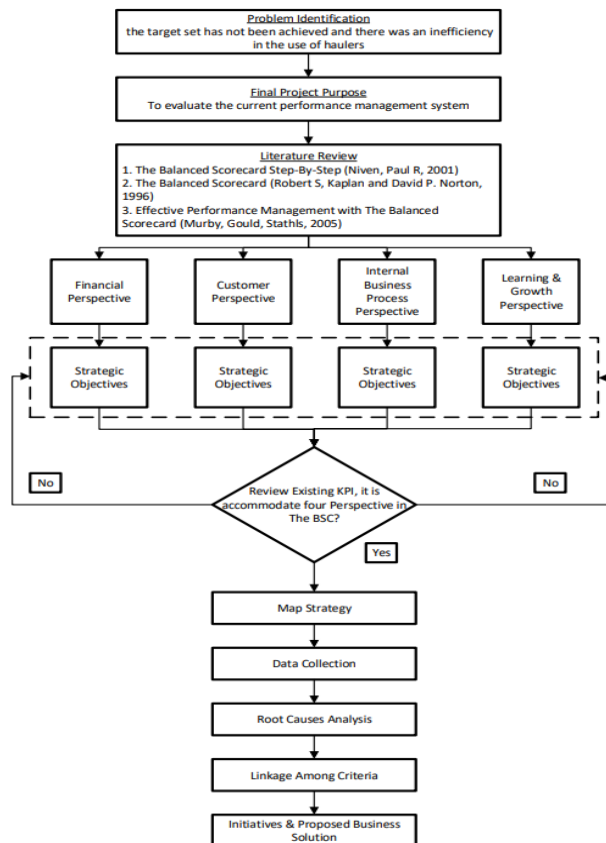 Problem Identification
the target set has not been achieved and there was an inefficiency
in the use of haulers
Final Project Purpose
To evaluate the current performance management system
Literature Review
1. The Balanced Scorecard Step-By-Step (Niven, Paul R, 2001)
2. The Balanced Scorecard (Robert S, Kaplan and David P. Norton,
1996)
3. Effective Performance Management with The Balanced
Scorecard (Murby, Gould, Stathls, 2005)
Financial
Perspective
Customer
Perspective
Internal
Business
Process
Perspective
Learning &
Growth
Perspective
Strategic
Objectives
Strategic
Objectives
Strategic
Objectives
Strategic
Objectives
No
Review Existing KPI, it is
accommodate four Perspective in
The BSC?
No
Yes
Map Strategy
Data Collection
Root Causes Analysis
Linkage Among Criteria
Initiatives & Proposed Business
Solution